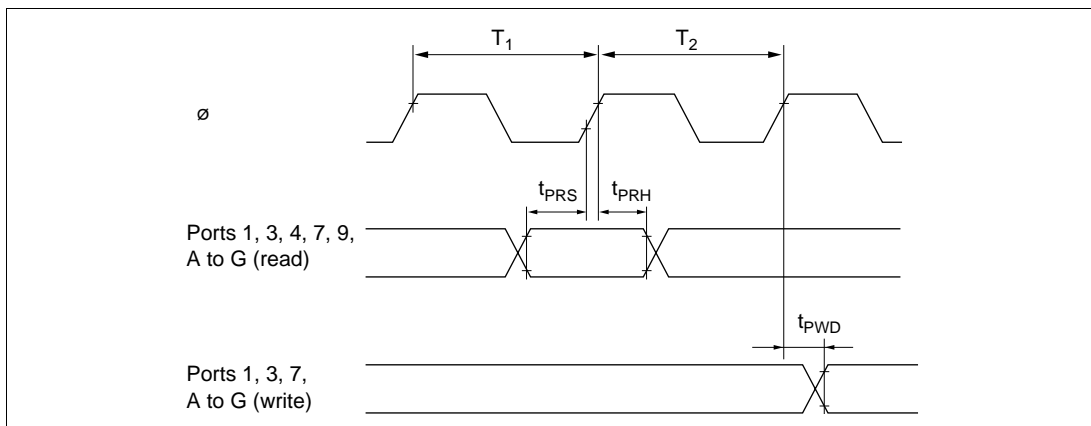 T1 T2
ø
tPRS tPRH
Ports 1, 3, 4, 7, 9,
A to G (read)
tPWD
Ports 1, 3, 7,
A to G (write)